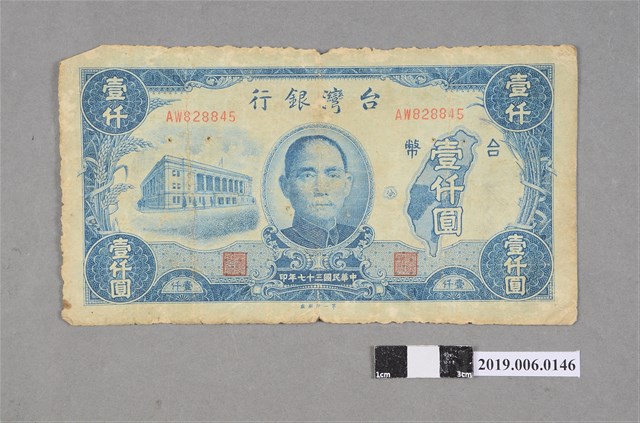 台灣銀行
壹仟
壹仟
AW828845
AW828845
台幣
壹仟圓
壹仟圓
壹仟圓
中華民國三十七年印
壹仟
壹仟
1cm
3cm
2019.006.0146